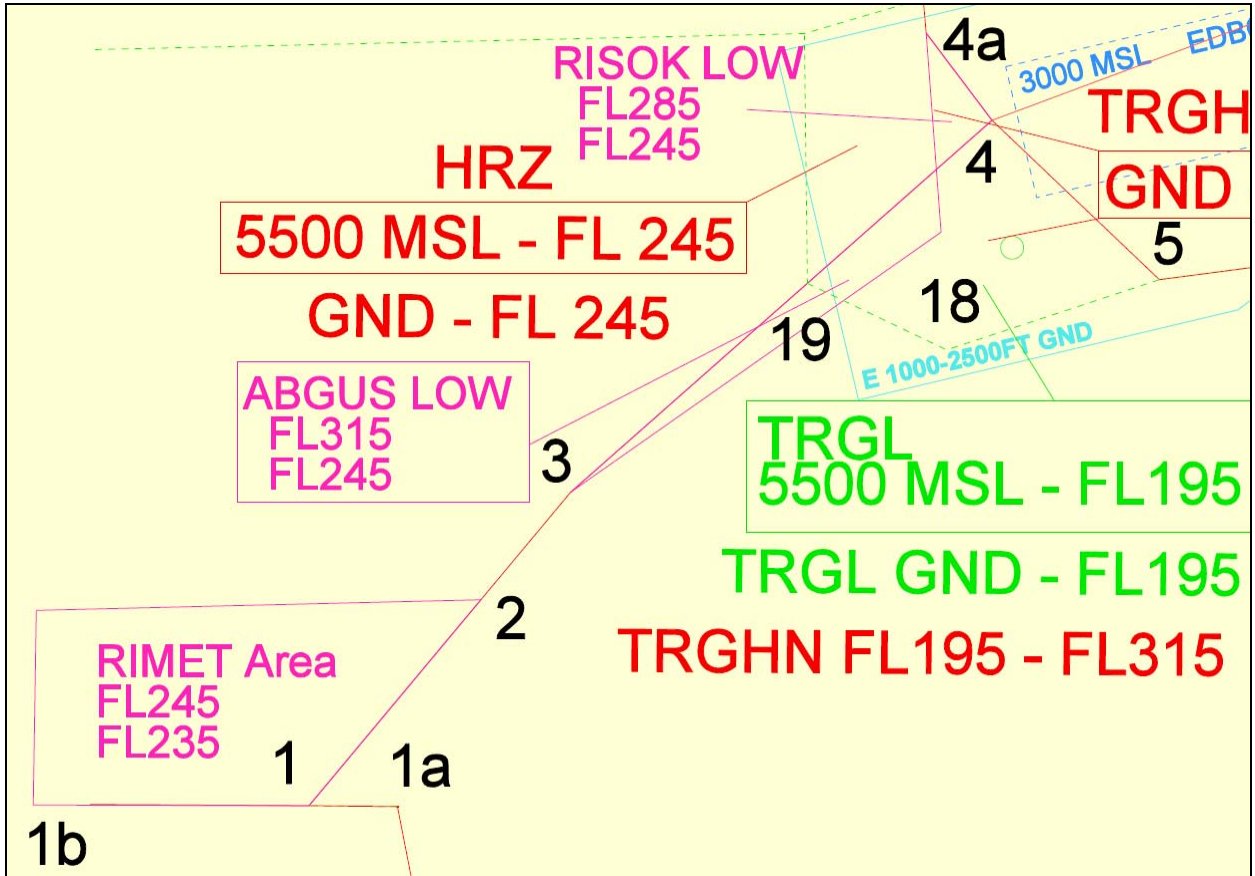 4a
RISOK LOW
FL285
FL245
3000 MSL
TRGH
HRZ
4
GND
5500 MSL - FL 245
5
GND - FL 245
18
19
E 1000-2500FT GND
ABGUS LOW
FL315
FL245
3
TRGL
5500 MSL - FL195
TRGL GND - FL195
2
TRGHN FL195 - FL315
RIMET Area
FL245
FL235
1
1a
1b